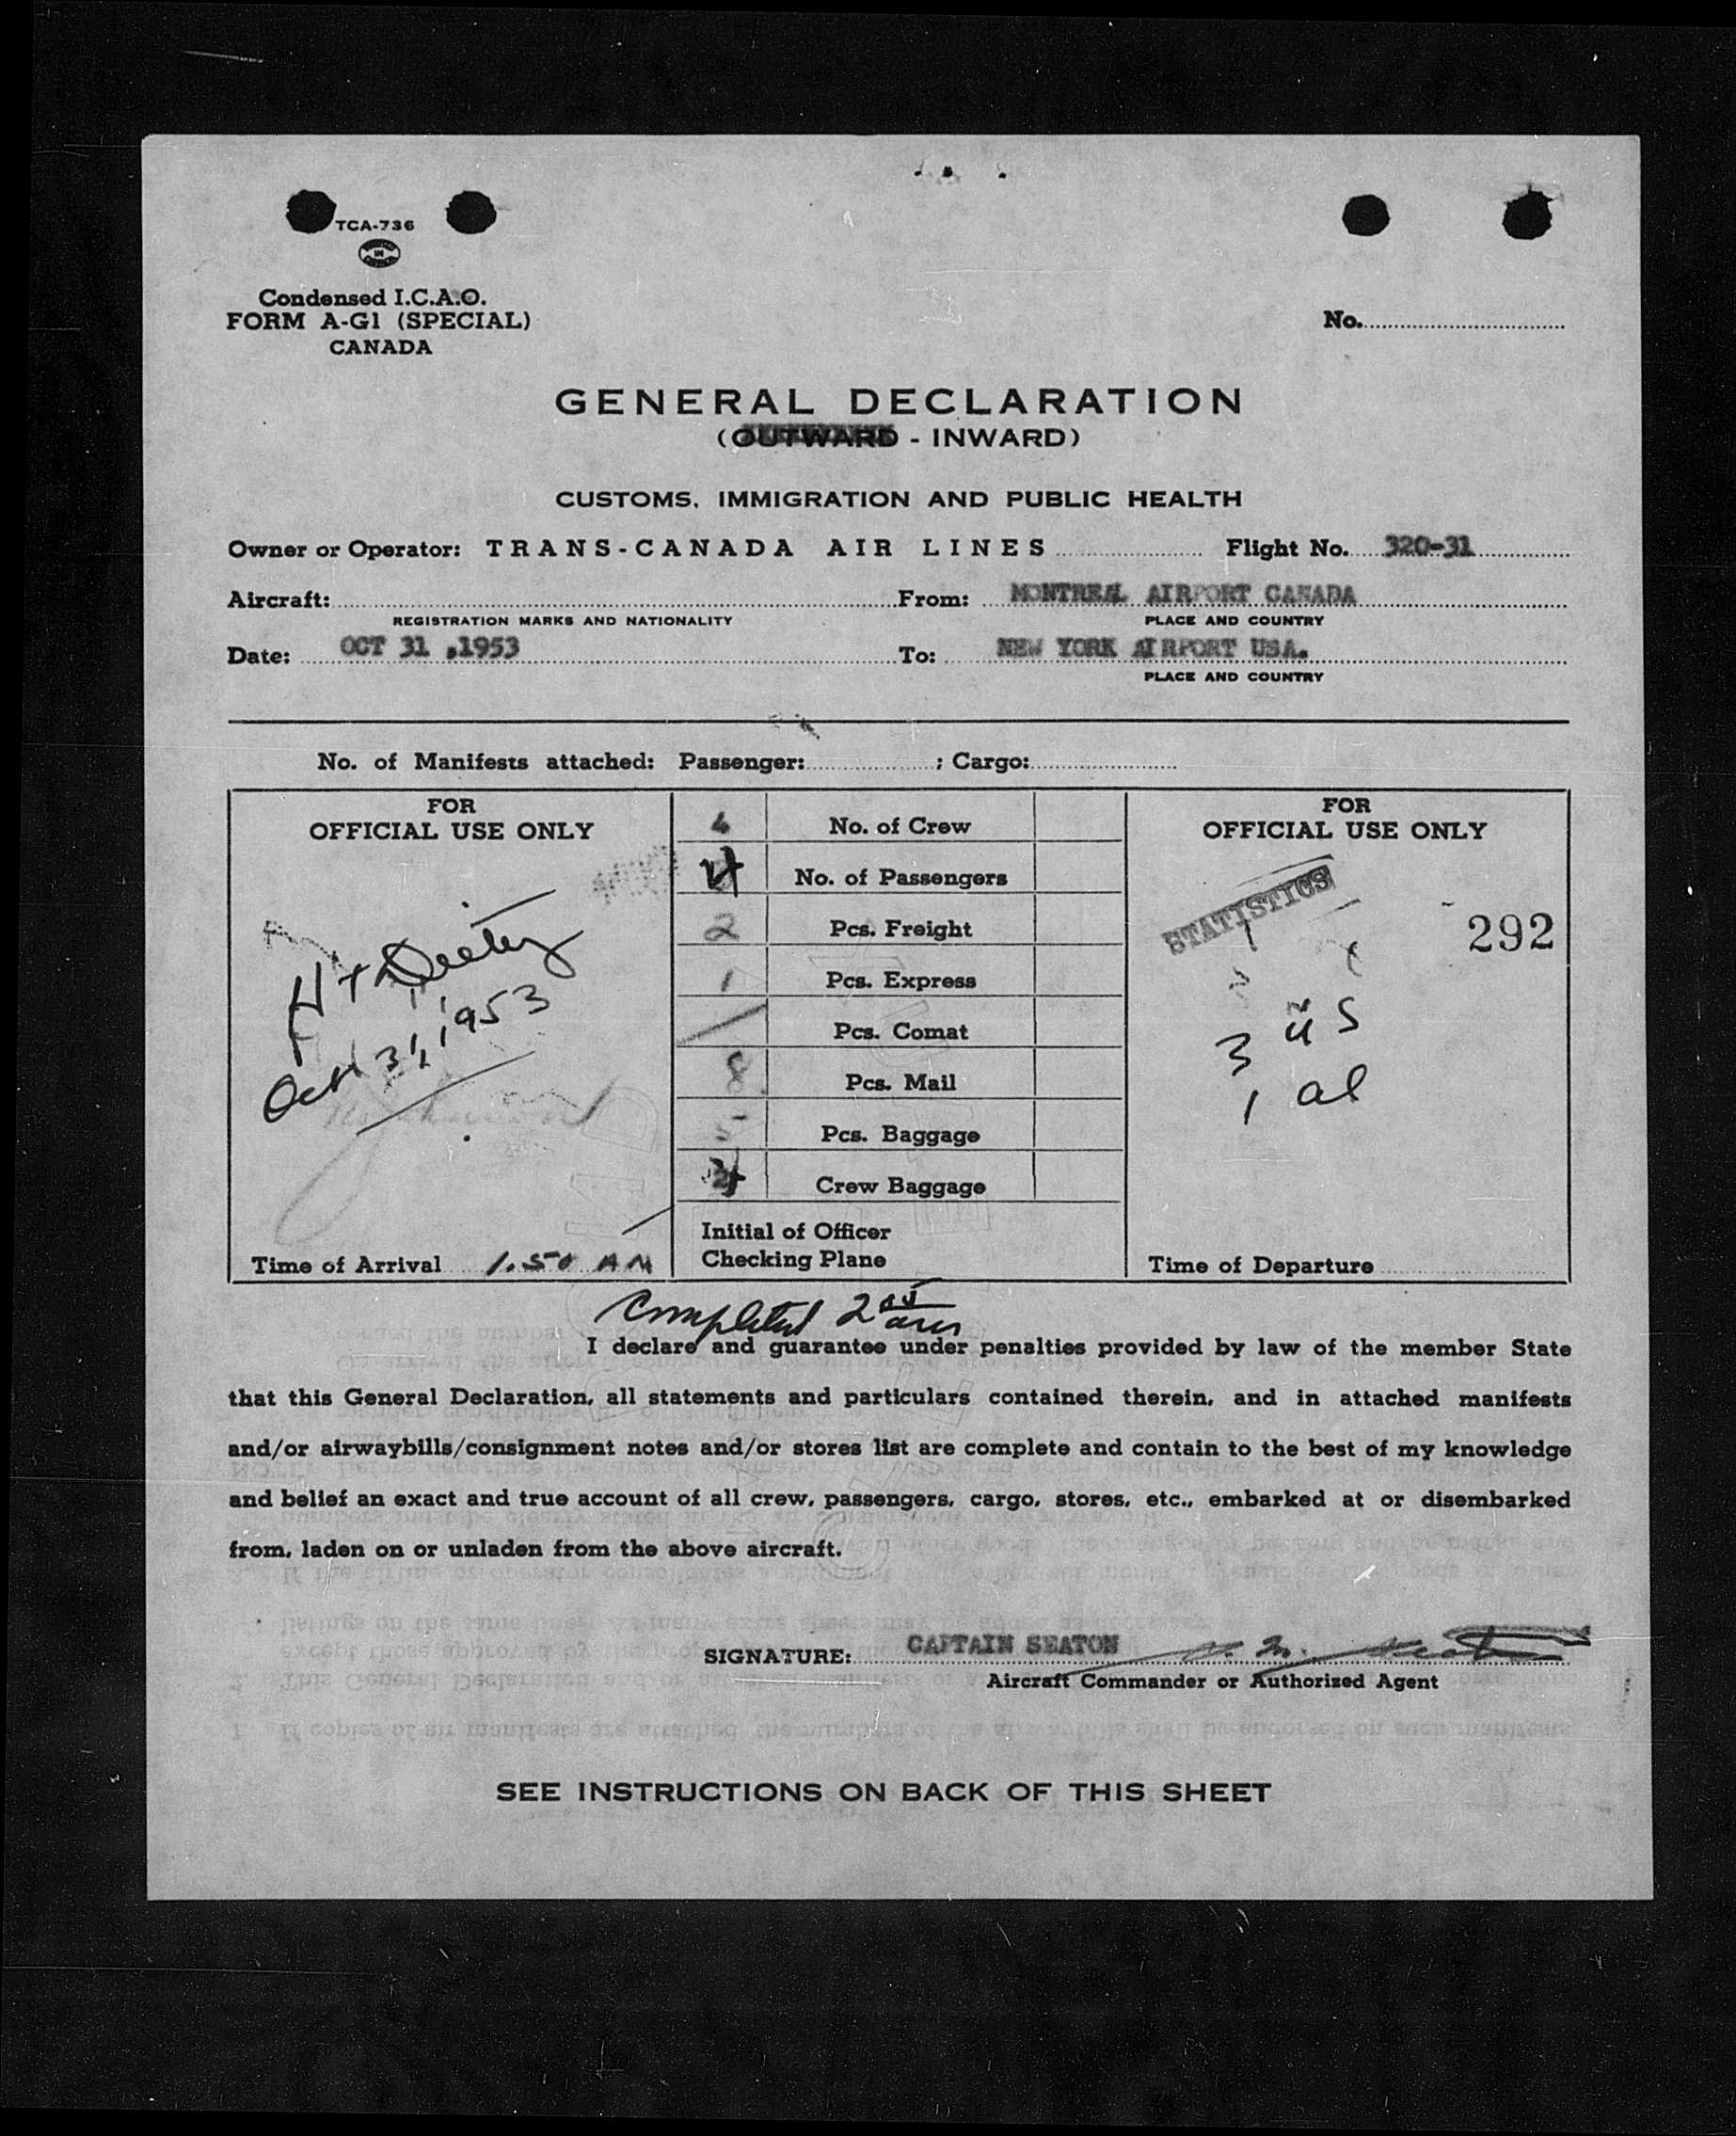 TCA-736
Condensed I.C.A.O.
FORM A-G1 (SPECIAL)
CANADA
No.
GENERAL DECLARATION
(OUTWARD - INWARD)
CUSTOMS, IMMIGRATION AND PUBLIC HEALTH
Owner or Operator: TRANS-CANADA AIR LINES Flight No. 320-31
Aircraft: From: MONTREAL AIRPORT CANADA
REGISTRATION MARKS AND NATIONALITY PLACE AND COUNTRY
Date: OCT 31 ,1953 To: NEW YORK AIRPORT USA.
PLACE AND COUNTRY
No. of Manifests attached: Passenger: ; Cargo:
FOR
OFFICIAL USE ONLY
Oct 31, 1953
Time of Arrival 1.50 AM
No. of Crew
4 No. of Passengers
2 Pcs. Freight
1 Pcs. Express
Pcs. Comat
8 Pcs. Mail
5 Pcs. Baggage
Crew Baggage
Initial of Officer
Checking Plane
FOR
OFFICIAL USE ONLY
STATISTICS
292
3 US
1 al
Time of Departure
Completed 2
I declare and guarantee under penalties provided by law of the member State
that this General Declaration, all statements and particulars contained therein, and in attached manifests
and/or airwaybills/consignment notes and/or stores list are complete and contain to the best of my knowledge
and belief an exact and true account of all crew, passengers, cargo, stores, etc., embarked at or disembarked
from, laden on or unladen from the above aircraft.
SIGNATURE: CAPTAIN SEATON
Aircraft Commander or Authorized Agent
SEE INSTRUCTIONS ON BACK OF THIS SHEET